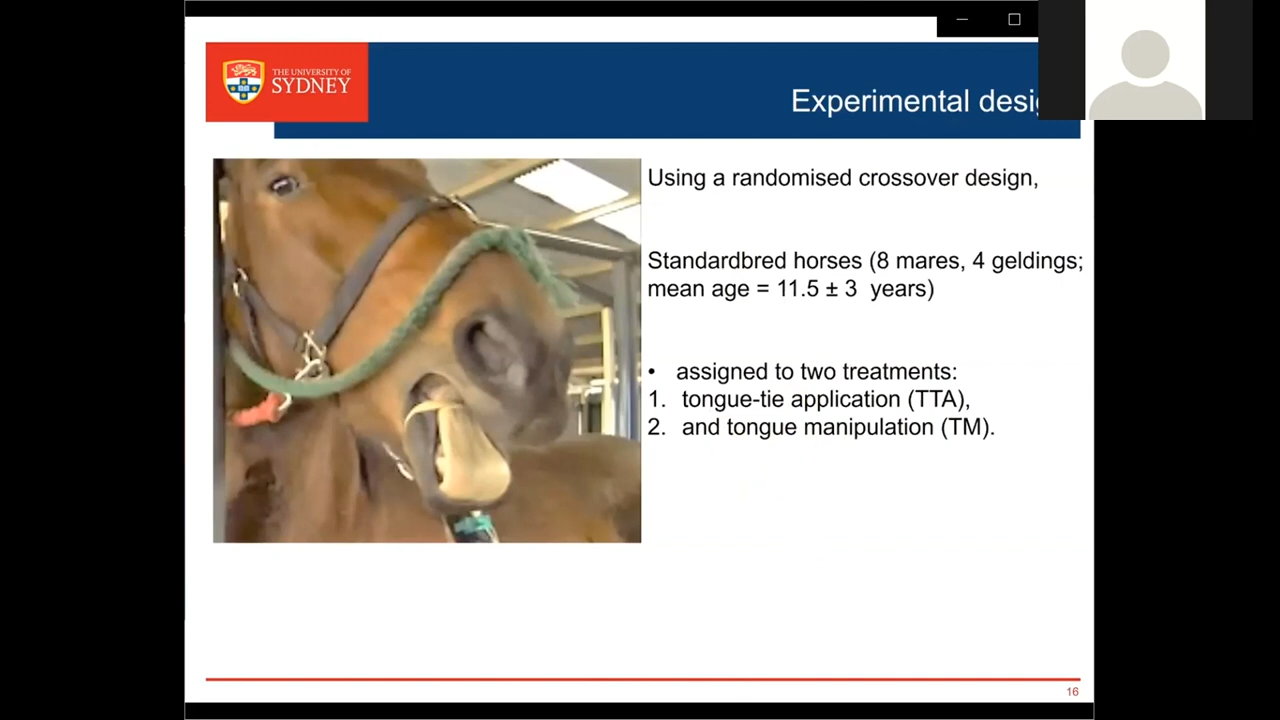 THE UNIVERSITY OF
SYDNEY
Experimental
Using a randomised crossover design,
Standardbred horses (8 mares, 4 geldings;
mean age = 11.5 ± 3 years)
• assigned to two treatments:
1. tongue-tie application (TTA),
2. and tongue manipulation (TM).
16